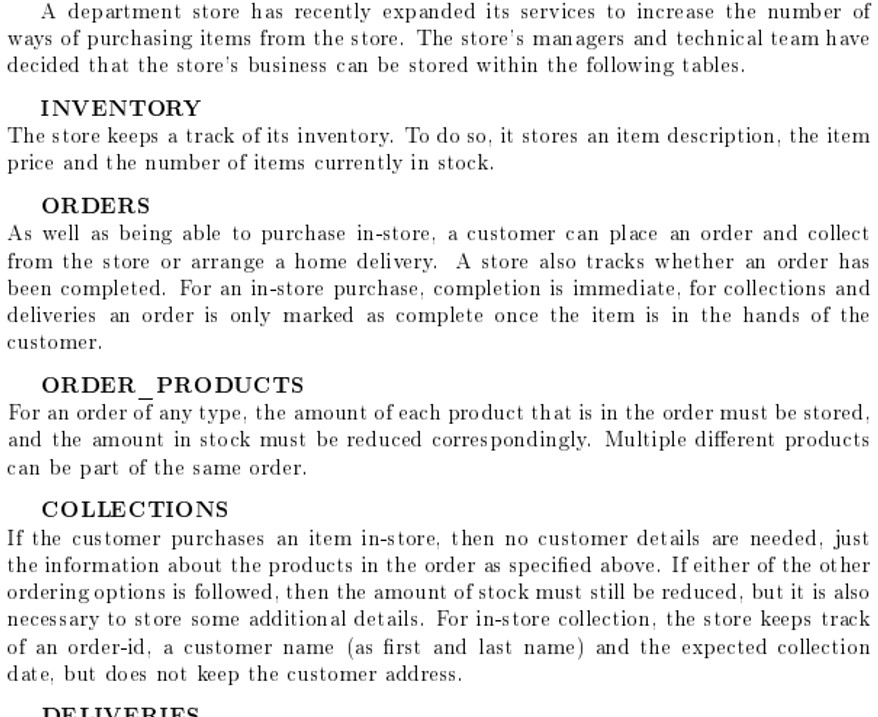 A department store has recently expanded its services to increase the number of
ways of purchasing items from the store. The store's managers and technical team have
decided that the store's business can be stored within the following tables.
INVENTORY
The store keeps a track of its inventory. To do so, it stores an item description, the item
price and the number of items currently in stock.
ORDERS
As well as being able to purchase in-store, a customer can place an order and collect
from the store or arrange a home delivery. A store also tracks whether an order has
been completed. For an in-store purchase, completion is immediate, for collections and
deliveries an order is only marked as complete once the item is in the hands of the
customer.
ORDER_PRODUCTS
For an order of any type, the amount of each product that is in the order must be stored,
and the amount in stock must be reduced correspondingly. Multiple different products
can be part of the same order.
COLLECTIONS
If the customer purchases an item in-store, then no customer details are needed, just
the information about the products in the order as specified above. If either of the other
ordering options is followed, then the amount of stock must still be reduced, but it is also
necessary to store some additional details. For in-store collection, the store keeps track
of an order-id, a customer name (as first and last name) and the expected collection
date, but does not keep the customer address.
DELIVERIES